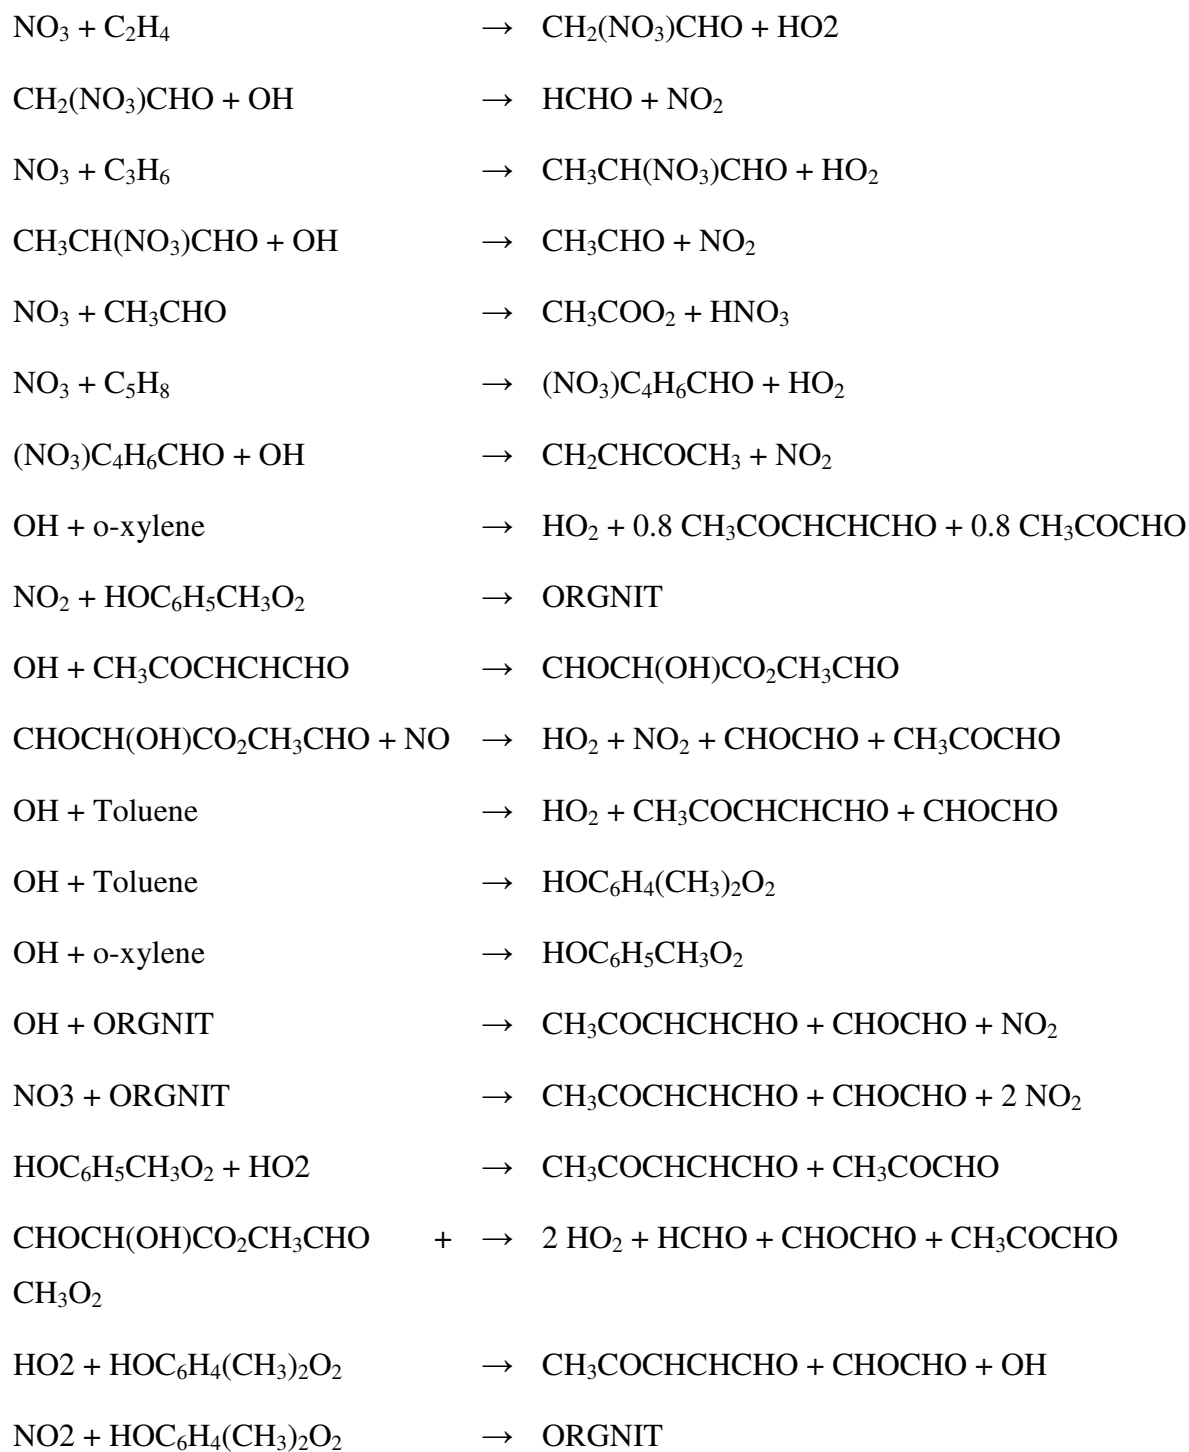 NO₃ + C₂H₄ → CH₂(NO₃)CHO + HO2
CH₂(NO₃)CHO + OH → HCHO + NO₂
NO₃ + C₃H₆ → CH₃CH(NO₃)CHO + HO₂
CH₃CH(NO₃)CHO + OH → CH₃CHO + NO₂
NO₃ + CH₃CHO → CH₃COO₂ + HNO₃
NO₃ + C₅H₈ → (NO₃)C₄H₆CHO + HO₂
(NO₃)C₄H₆CHO + OH → CH₂CHCOCH₃ + NO₂
OH + o-xylene → HO₂ + 0.8 CH₃COCHCHCHO + 0.8 CH₃COCHO
NO₂ + HOC₆H₅CH₃O₂ → ORGNIT
OH + CH₃COCHCHCHO → CHOCH(OH)CO₂CH₃CHO
CHOCH(OH)CO₂CH₃CHO + NO → HO₂ + NO₂ + CHOCHO + CH₃COCHO
OH + Toluene → HO₂ + CH₃COCHCHCHO + CHOCHO
OH + Toluene → HOC₆H₄(CH₃)₂O₂
OH + o-xylene → HOC₆H₅CH₃O₂
OH + ORGNIT → CH₃COCHCHCHO + CHOCHO + NO₂
NO3 + ORGNIT → CH₃COCHCHCHO + CHOCHO + 2 NO₂
HOC₆H₅CH₃O₂ + HO2 → CH₃COCHCHCHO + CH₃COCHO
CHOCH(OH)CO₂CH₃CHO + → 2 HO₂ + HCHO + CHOCHO + CH₃COCHO
CH₃O₂
HO2 + HOC₆H₄(CH₃)₂O₂ → CH₃COCHCHCHO + CHOCHO + OH
NO2 + HOC₆H₄(CH₃)₂O₂ → ORGNIT